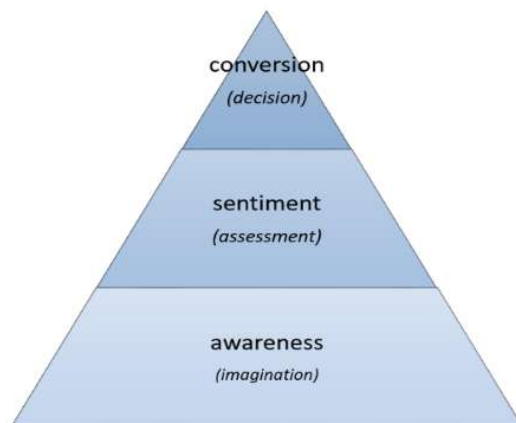 conversion
(decision)
sentiment
(assessment)
awareness
(imagination)